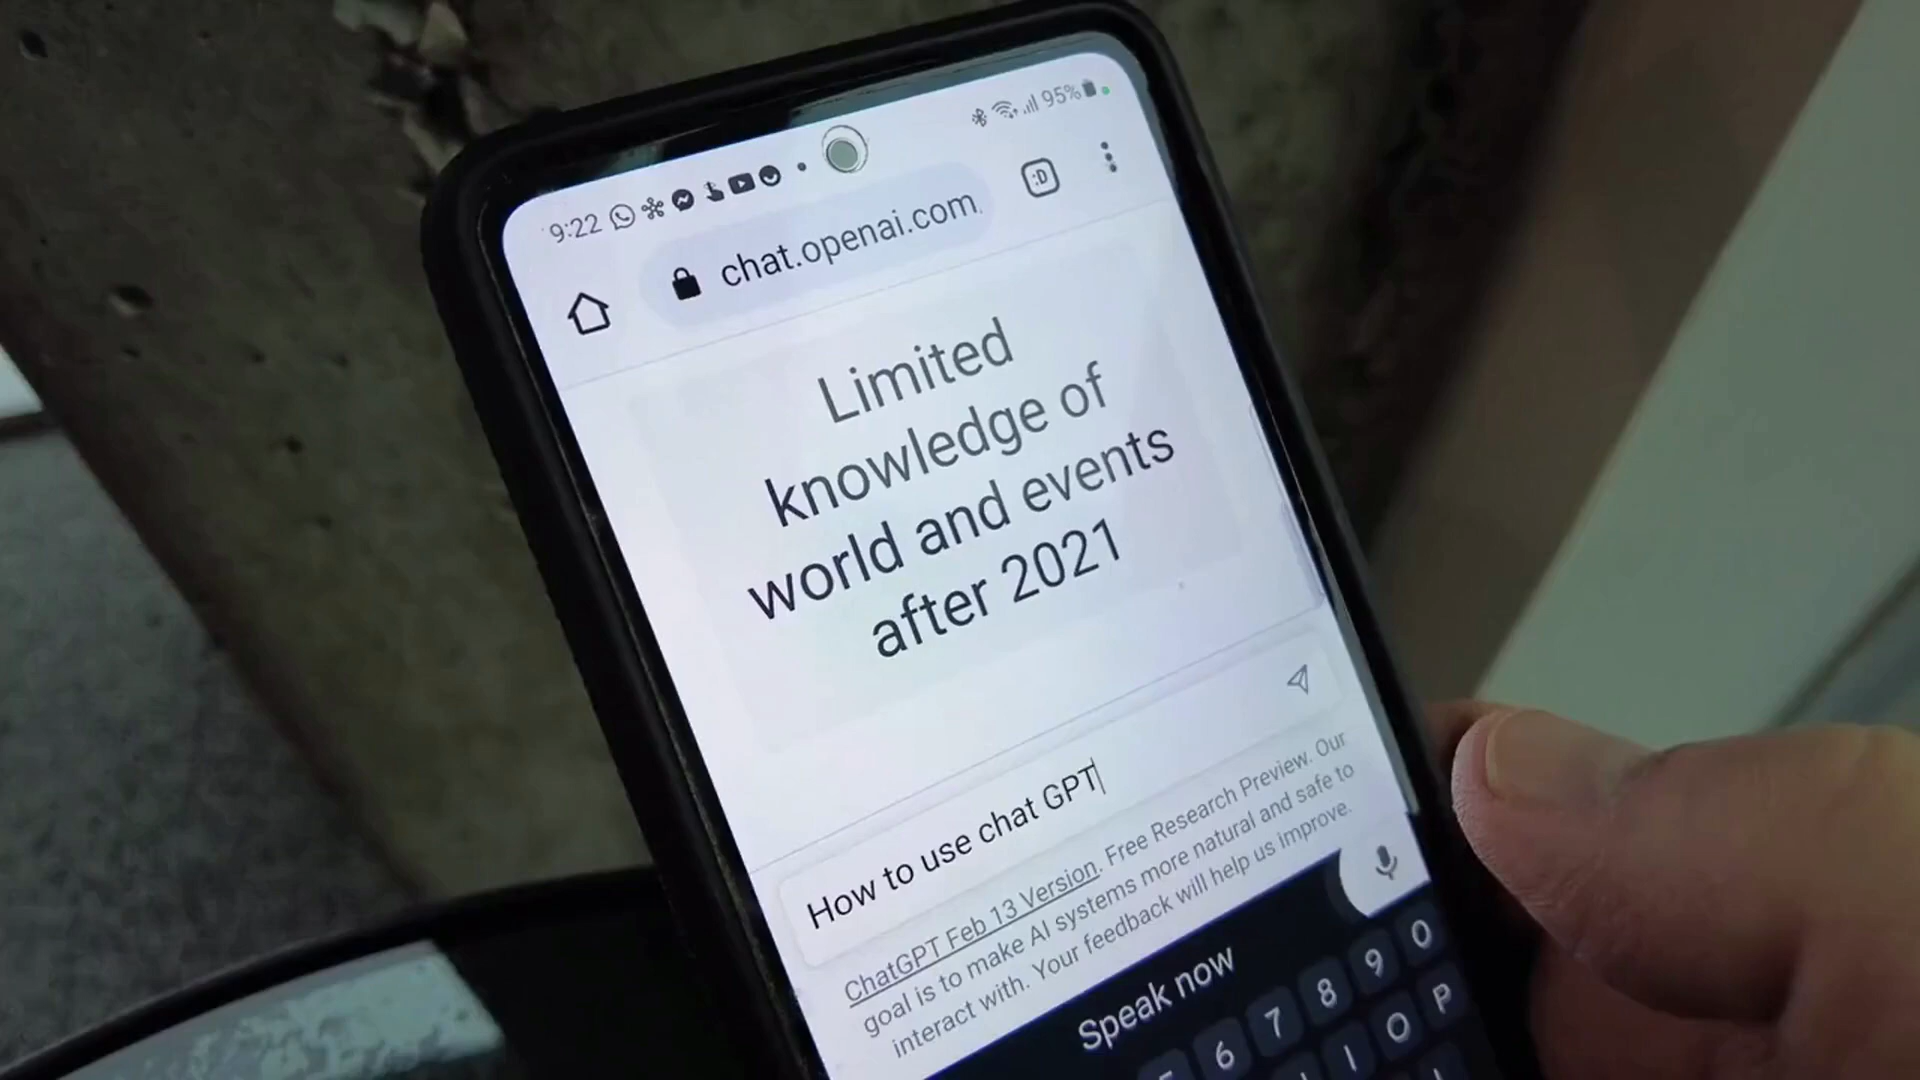 9:22
95%
chat.openai.com
:D
Limited
knowledge of
world and events
after 2021
How to use chat GPT
ChatGPT Feb 13 Version. Free Research Preview. Our
goal is to make AI systems more natural and safe to
interact with. Your feedback will help us improve.
Speak now
6 7 8 9 0
I O P